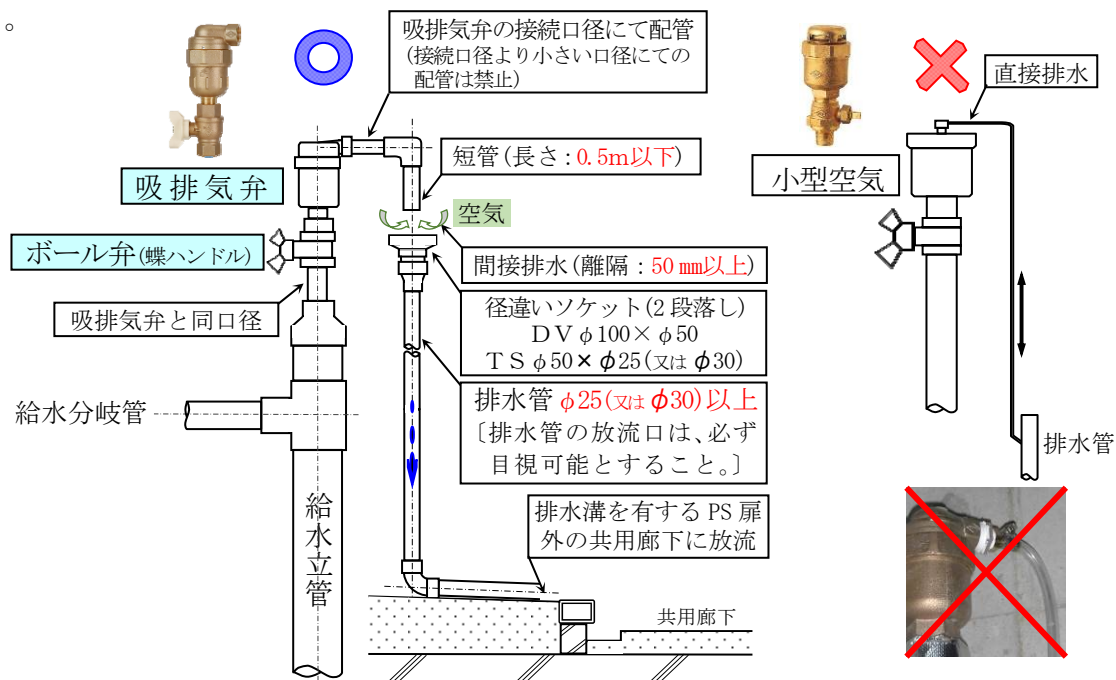 。
吸排気弁の接続口径にて配管
(接続口径より小さい口径にての
配管は禁止)
直接排水
短管(長さ:0.5m以下)
小型空気
吸排気弁
空気
ボール弁(蝶ハンドル)
間接排水(離隔:50㎜以上)
吸排気弁と同口径
径違いソケット(2段落し)
DVφ100×φ50
TSφ50×φ25(又はφ30)
給水分岐管
排水管φ25(又はφ30)以上
〔排水管の放流口は、必ず
目視可能とすること。〕
排水管
給水立管
排水溝を有するPS扉
外の共用廊下に放流
共用廊下